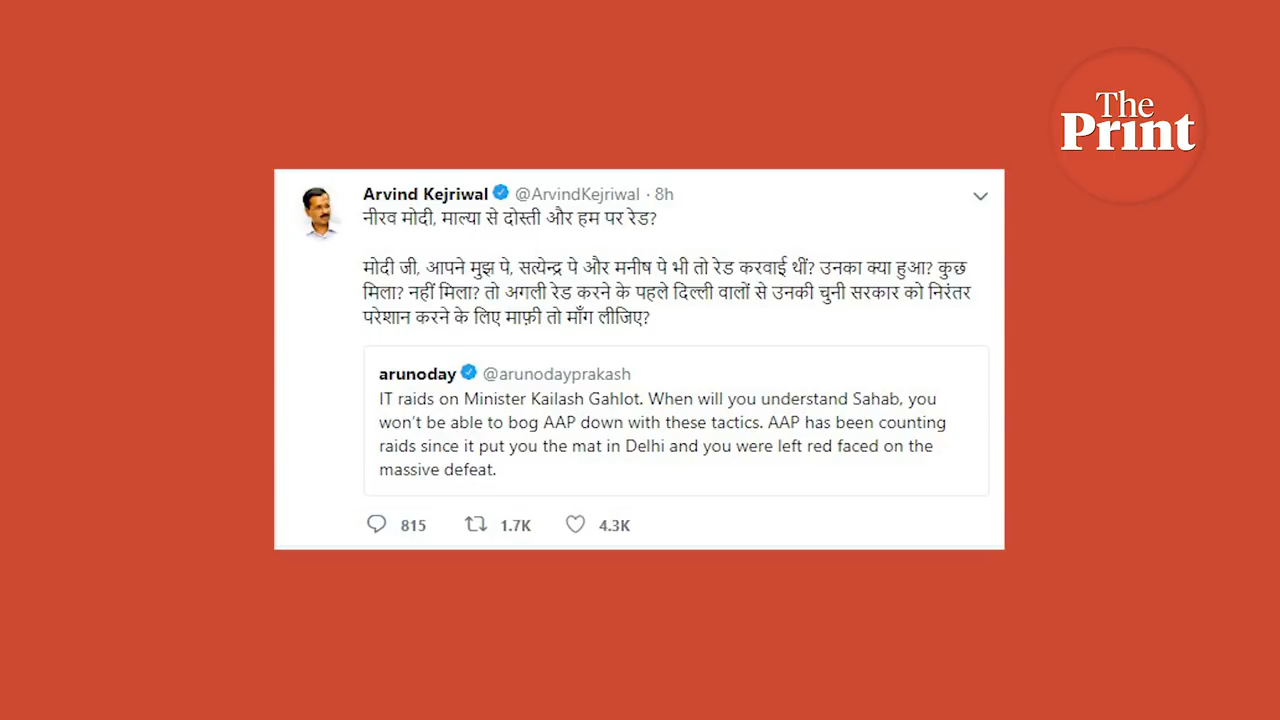 The
Print
Arvind Kejriwal @ArvindKejriwal · 8h
नीरव मोदी, माल्या से दोस्ती और हम पर रेड?
मोदी जी, आपने मुझ पे, सत्येन्द्र पे और मनीष पे भी तो रेड करवाई थीं? उनका क्या हुआ? कुछ
मिला? नहीं मिला? तो अगली रेड करने के पहले दिल्ली वालों से उनकी चुनी सरकार को निरंतर
परेशान करने के लिए माफ़ी तो माँग लीजिए?
arunoday @arunodayprakash
IT raids on Minister Kailash Gahlot. When will you understand Sahab, you
won't be able to bog AAP down with these tactics. AAP has been counting
raids since it put you the mat in Delhi and you were left red faced on the
massive defeat.
815 1.7K 4.3K